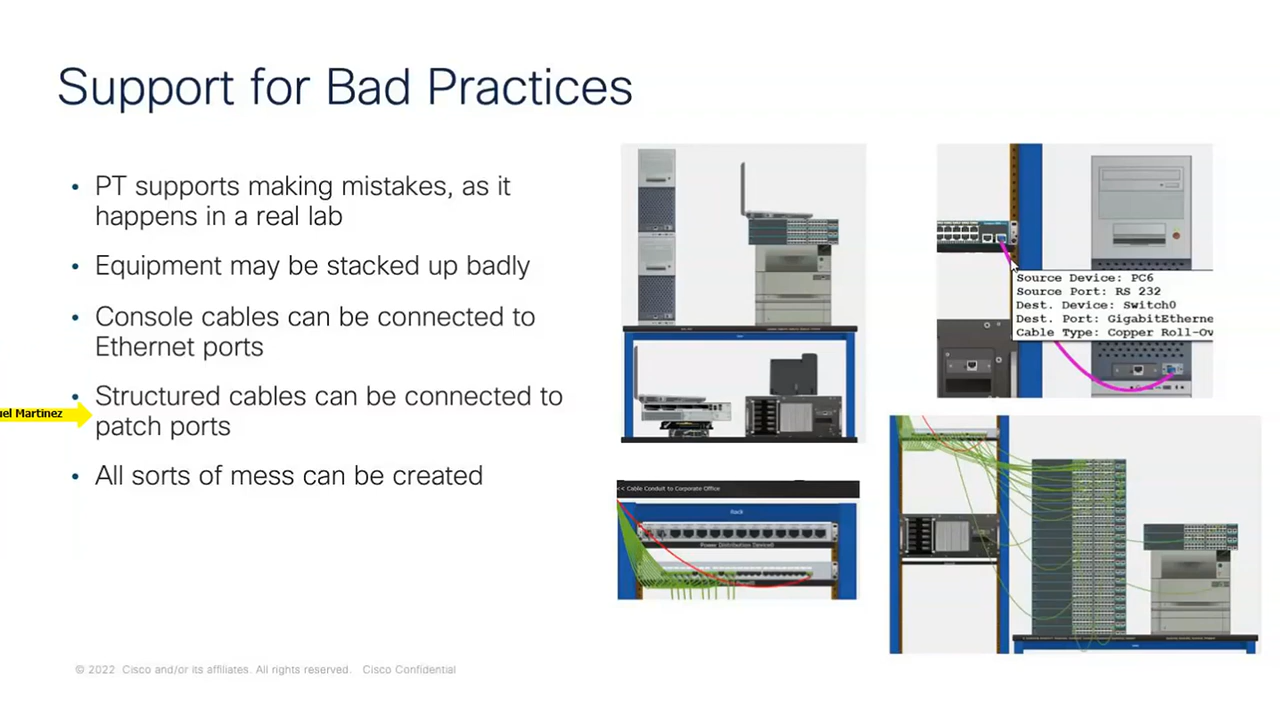 Support for Bad Practices
• PT supports making mistakes, as it
happens in a real lab
• Equipment may be stacked up badly
• Console cables can be connected to
Ethernet ports
• Structured cables can be connected to
patch ports
• All sorts of mess can be created
uel Martinez
Source Device: PC6
Source Port: RS 232
Dest. Device: Switch0
Dest. Port: GigabitEtherne
Cable Type: Copper Roll-Ov
<< Cable Conduit to Corporate Office
Rack
Power Distribution Device0
© 2022 Cisco and/or its affiliates. All rights reserved. Cisco Confidential